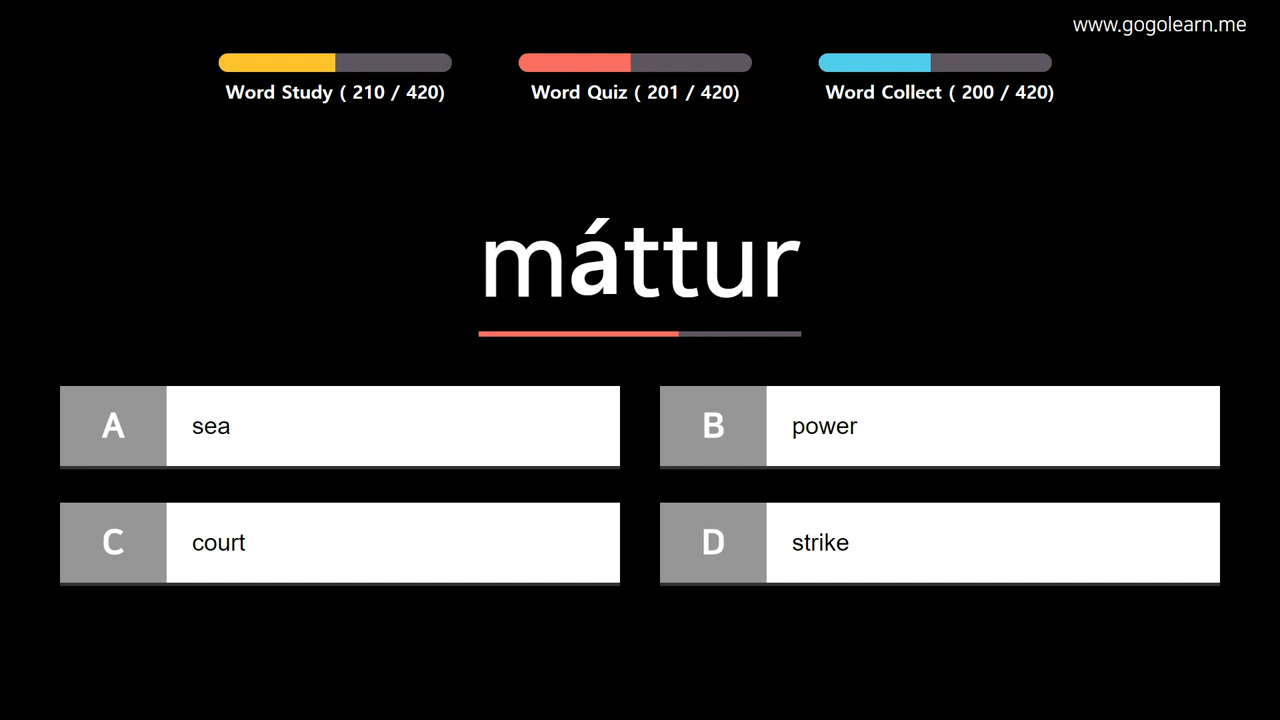 www.gogolearn.me
Word Study ( 210 / 420)
Word Quiz ( 201 / 420)
Word Collect ( 200 / 420)
máttur
A sea
B power
C court
D strike